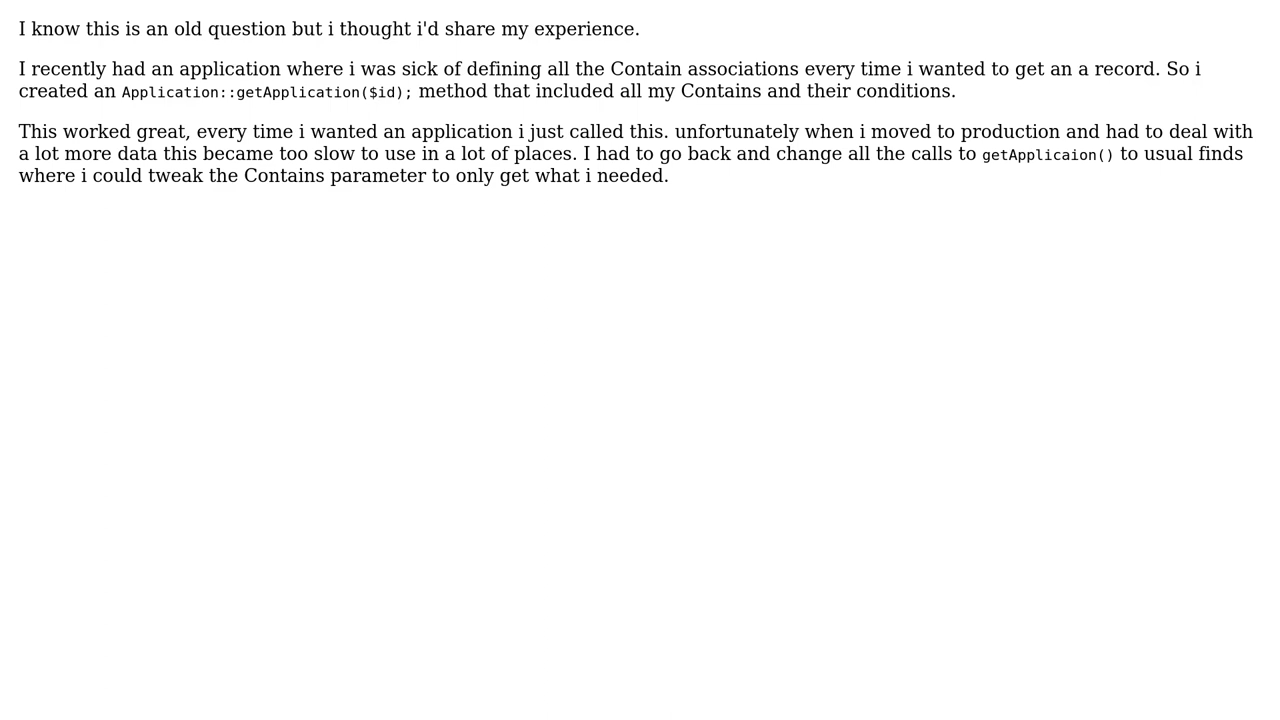 I know this is an old question but i thought i'd share my experience.
I recently had an application where i was sick of defining all the Contain associations every time i wanted to get an a record. So i
created an Application::getApplication($id); method that included all my Contains and their conditions.
This worked great, every time i wanted an application i just called this. unfortunately when i moved to production and had to deal with
a lot more data this became too slow to use in a lot of places. I had to go back and change all the calls to getApplicaion() to usual finds
where i could tweak the Contains parameter to only get what i needed.